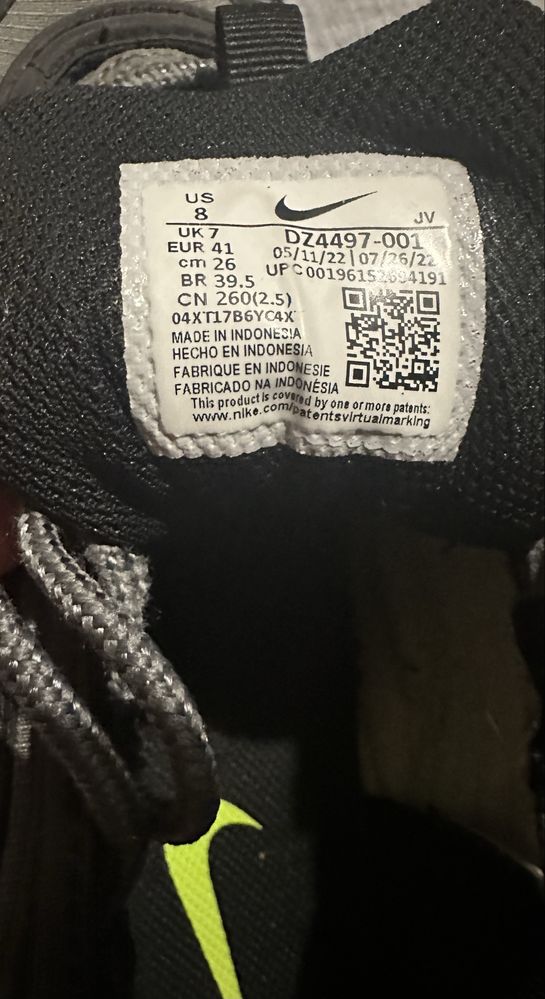 US
8
JV
UK 7
EUR 41
cm 26
BR 39.5
CN 260(2.5)
DZ4497-001
05/11/22 | 07/26/22
04XT17B6YC4X
MADE IN INDONESIA
HECHO EN INDONESIA
FABRIQUE EN INDONESIE
FABRICADO NA INDONÉSIA
This product is covered by one or more patents:
www.nike.com/patentsvirtualmarking